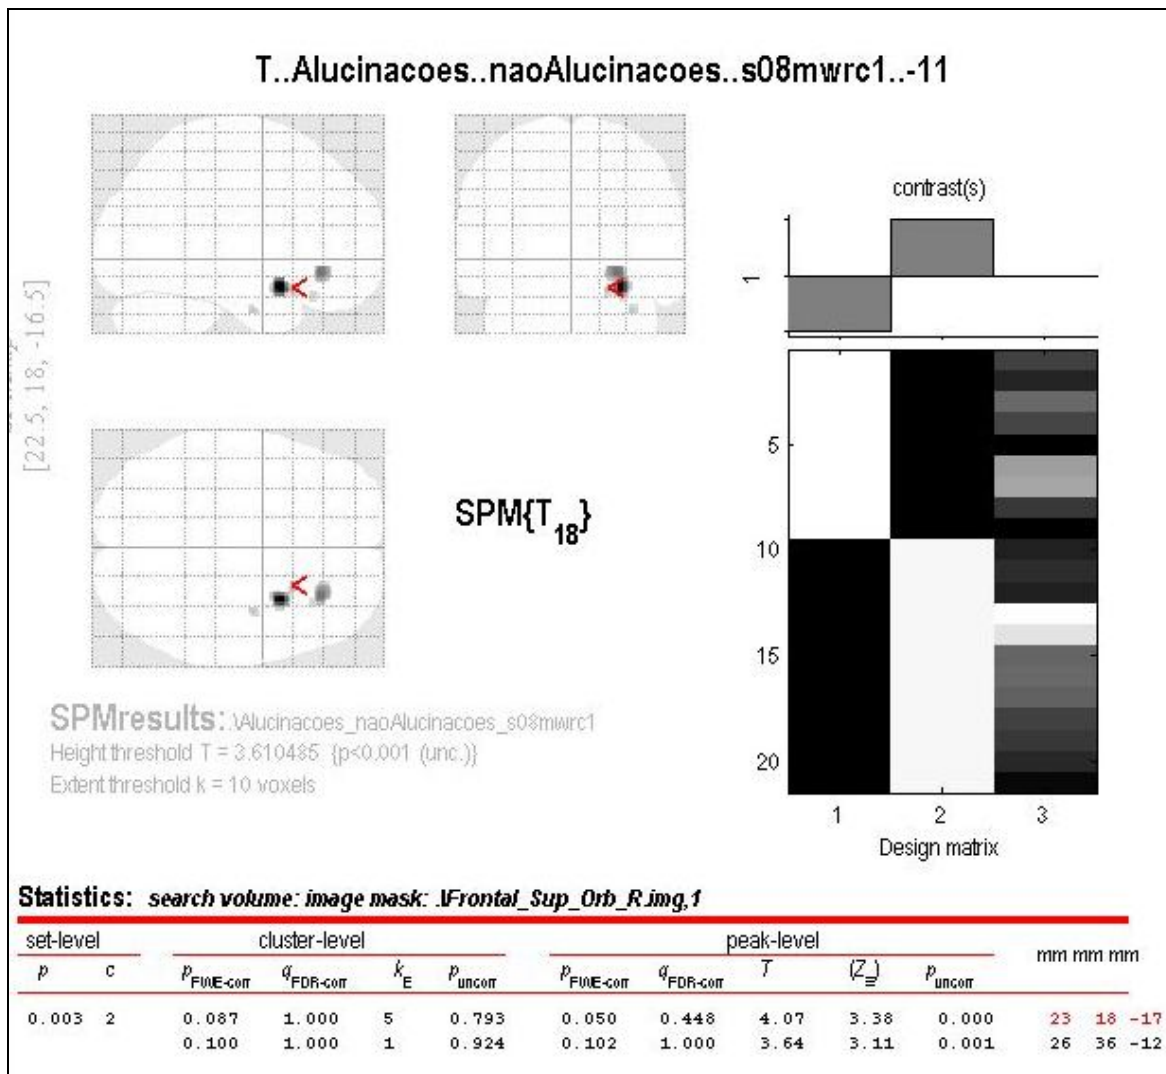 T..Alucinacoes..naoAlucinacoes..s08mwrc1..-11
contrast(s)
1
[22.5, 18, -16.5]
<
<
<
SPM{T18}
5
10
15
20
1 2 3
Design matrix
SPMresults: .\Alucinacoes_naoAlucinacoes_s08mwrc1
Height threshold T = 3.610485 {p<0.001 (unc.)}
Extent threshold k = 10 voxels
Statistics: search volume: image mask: .\Frontal_Sup_Orb_R.img,1
set-level cluster-level peak-level mm mm mm
p c pFWE-corr qFDR-corr kE puncorr pFWE-corr qFDR-corr T (Z≡) puncorr
0.003 2 0.087 1.000 5 0.793 0.050 0.448 4.07 3.38 0.000 23 18 -17
0.100 1.000 1 0.924 0.102 1.000 3.64 3.11 0.001 26 36 -12